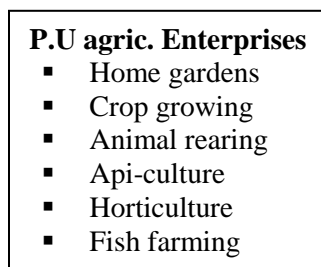 P.U agric. Enterprises
▪ Home gardens
▪ Crop growing
▪ Animal rearing
▪ Api-culture
▪ Horticulture
▪ Fish farming